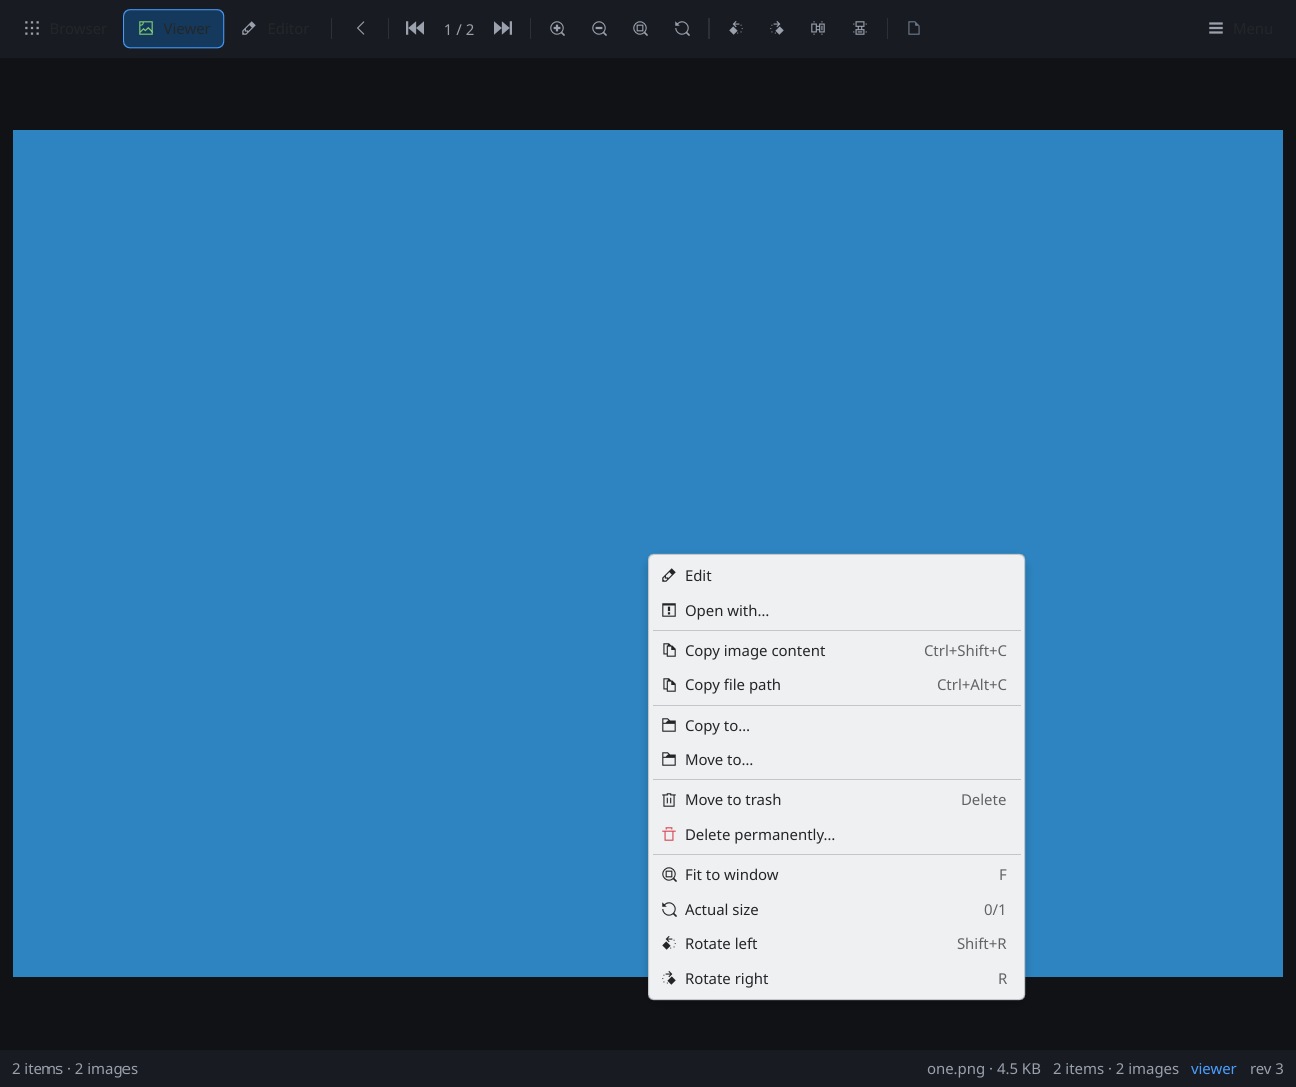 Browser Viewer Editor 1 / 2 Menu
Edit
Open with...
Copy image content Ctrl+Shift+C
Copy file path Ctrl+Alt+C
Copy to...
Move to...
Move to trash Delete
Delete permanently...
Fit to window F
Actual size 0/1
Rotate left Shift+R
Rotate right R
2 items · 2 images one.png · 4.5 KB 2 items · 2 images viewer rev 3